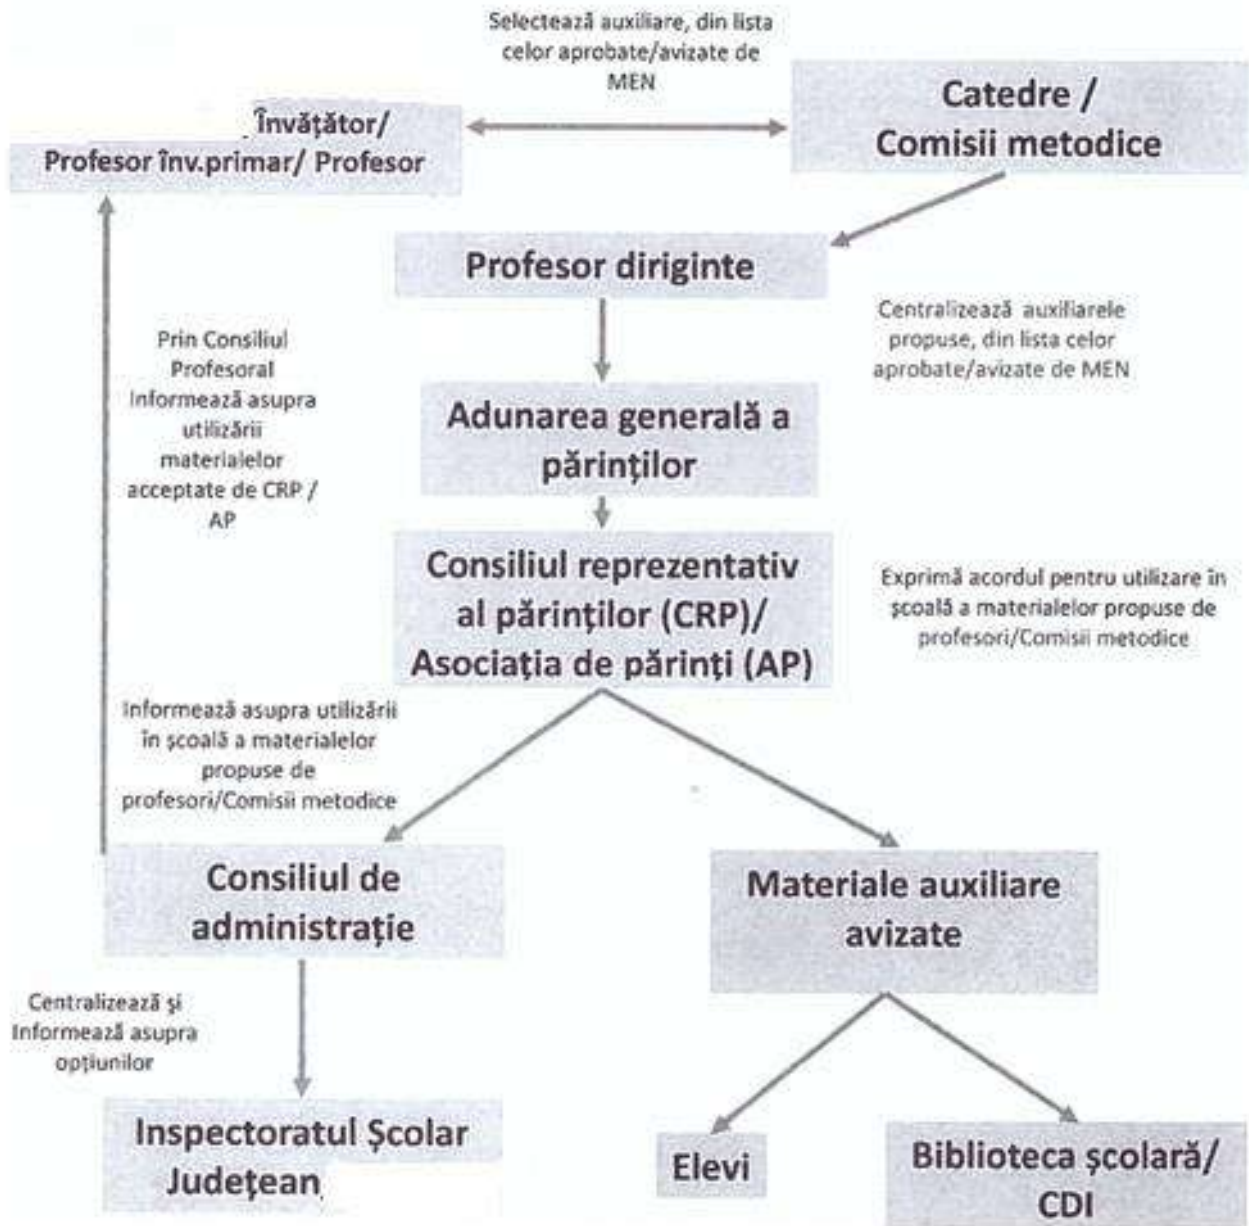 Selectează auxiliare, din lista
celor aprobate/avizate de
MEN
Învățător/
Profesor înv.primar/ Profesor
Catedre /
Comisii metodice
Profesor diriginte
Centralizează auxiliarele
propuse, din lista celor
aprobate/avizate de MEN
Prin Consiliul
Profesoral
Informează asupra
utilizării
materialelor
acceptate de CRP /
AP
Adunarea generală a
părinților
Consiliul reprezentativ
al părinților (CRP)/
Asociația de părinți (AP)
Exprimă acordul pentru utilizare în
școală a materialelor propuse de
profesori/Comisii metodice
Informează asupra utilizării
în școală a materialelor
propuse de
profesori/Comisii metodice
Consiliul de
administrație
Materiale auxiliare
avizate
Centralizează și
Informează asupra
opțiunilor
Inspectoratul Școlar
Județean
Elevi
Biblioteca școlară/
CDI